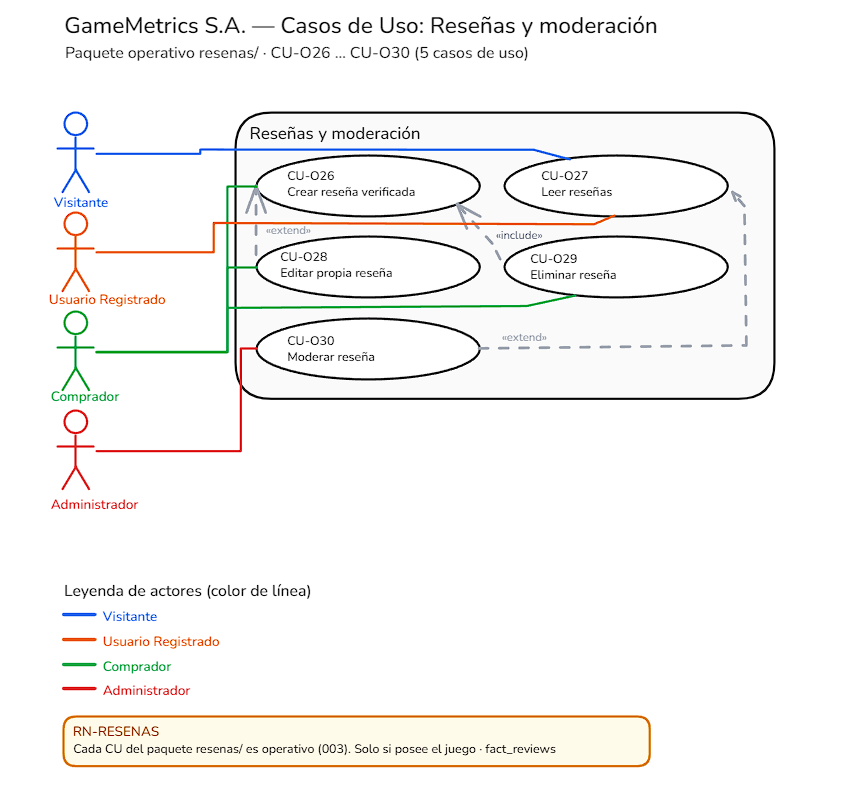 GameMetrics S.A. — Casos de Uso: Reseñas y moderación
Paquete operativo resenas/ · CU-O26 … CU-O30 (5 casos de uso)
Reseñas y moderación
Visitante
CU-O26
Crear reseña verificada
CU-O27
Leer reseñas
«extend»
«include»
Usuario Registrado
CU-O28
Editar propia reseña
CU-O29
Eliminar reseña
CU-O30
Moderar reseña
«extend»
Comprador
Administrador
Leyenda de actores (color de línea)
Visitante
Usuario Registrado
Comprador
Administrador
RN-RESENAS
Cada CU del paquete resenas/ es operativo (003). Solo si posee el juego · fact_reviews